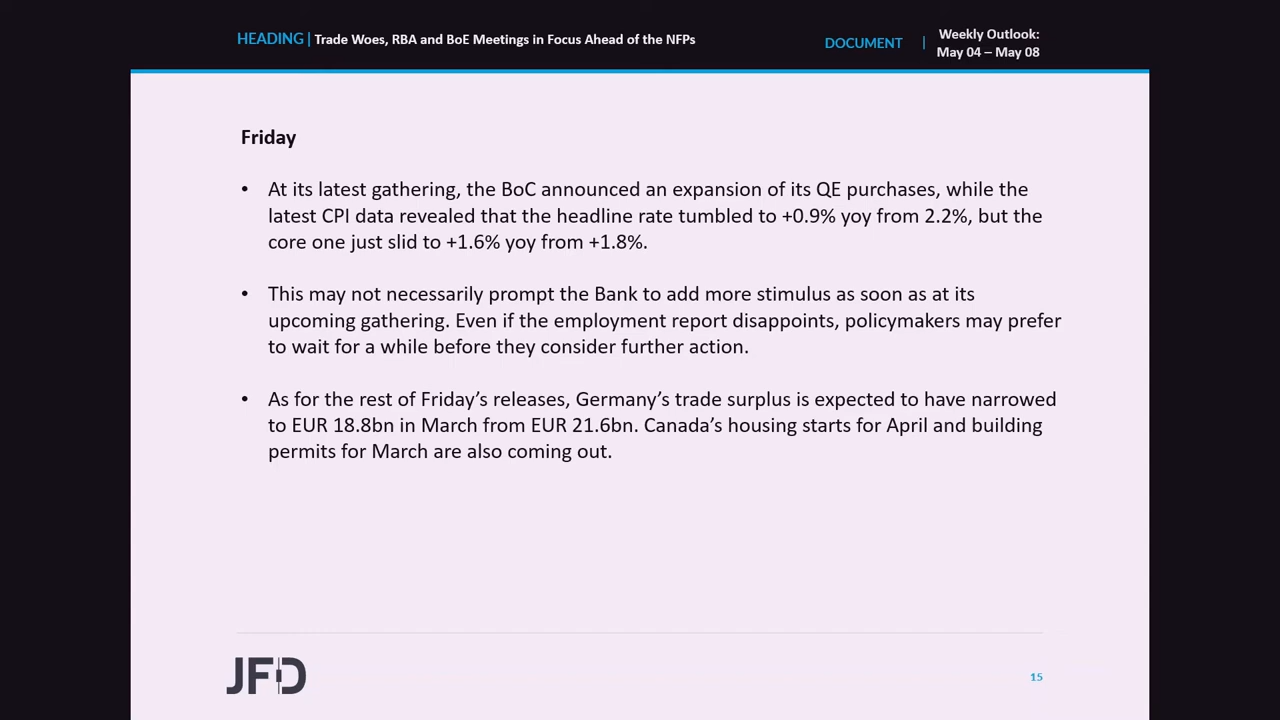 HEADING | Trade Woes, RBA and BoE Meetings in Focus Ahead of the NFPs
DOCUMENT | Weekly Outlook:
May 04 – May 08
Friday
• At its latest gathering, the BoC announced an expansion of its QE purchases, while the
latest CPI data revealed that the headline rate tumbled to +0.9% yoy from 2.2%, but the
core one just slid to +1.6% yoy from +1.8%.
• This may not necessarily prompt the Bank to add more stimulus as soon as at its
upcoming gathering. Even if the employment report disappoints, policymakers may prefer
to wait for a while before they consider further action.
• As for the rest of Friday’s releases, Germany’s trade surplus is expected to have narrowed
to EUR 18.8bn in March from EUR 21.6bn. Canada’s housing starts for April and building
permits for March are also coming out.
JFD
15